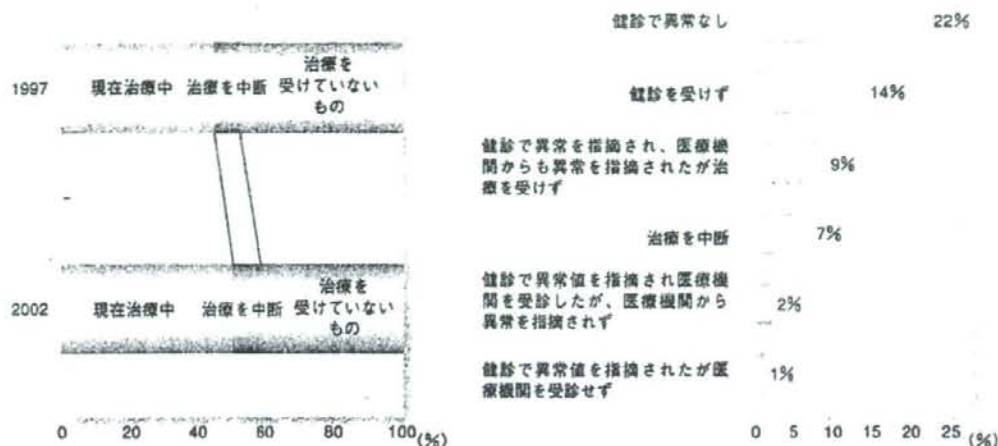 1997
現在治療中
治療を中断
治療を
受けていない
もの
2002
現在治療中
治療を中断
治療を
受けていない
もの
0 20 40 60 80 100(%)
健診で異常なし 22%
健診を受けず 14%
健診で異常を指摘され、医療機
関からも異常を指摘されたが治
療を受けず
9%
治療を中断 7%
健診で異常値を指摘され医療機
関を受診したが、医療機関から
異常を指摘されず
2%
健診で異常値を指摘されたが医
療機関を受診せず
1%
0 5 10 15 20 25 (%)